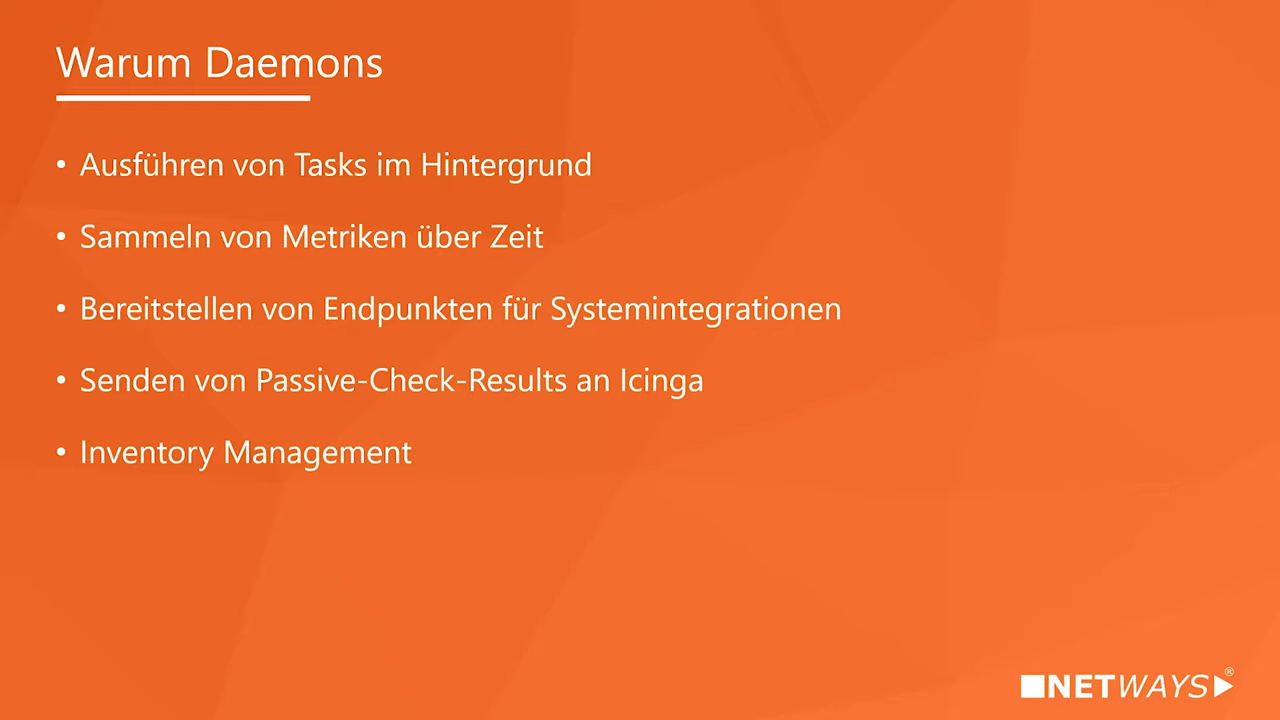 Warum Daemons
• Ausführen von Tasks im Hintergrund
• Sammeln von Metriken über Zeit
• Bereitstellen von Endpunkten für Systemintegrationen
• Senden von Passive-Check-Results an Icinga
• Inventory Management
NETWAYS®